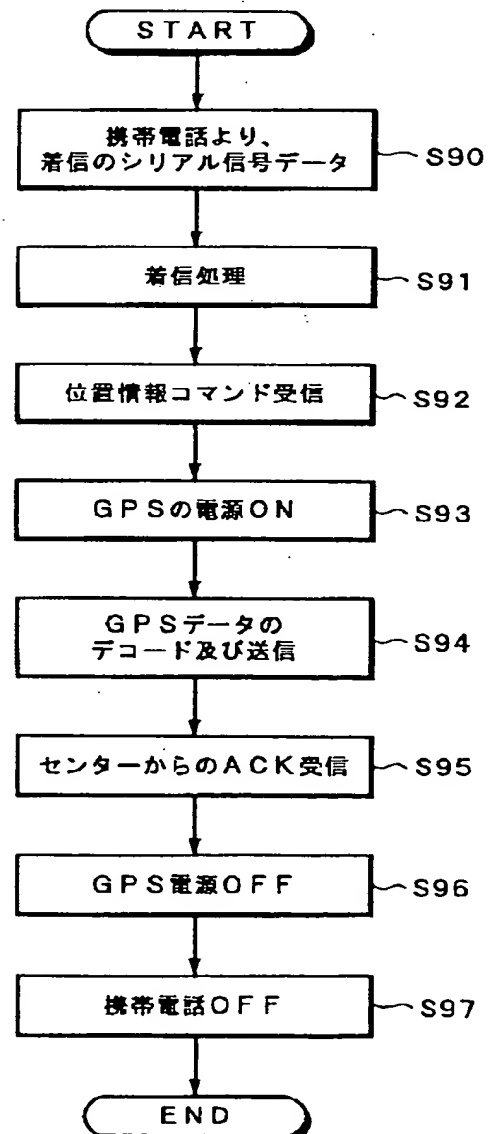 START
携帯電話より、
着信のシリアル信号データ
S90
着信処理
S91
位置情報コマンド受信
S92
GPSの電源ON
S93
GPSデータの
デコード及び送信
S94
センターからのACK受信
S95
GPS電源OFF
S96
携帯電話OFF
S97
END